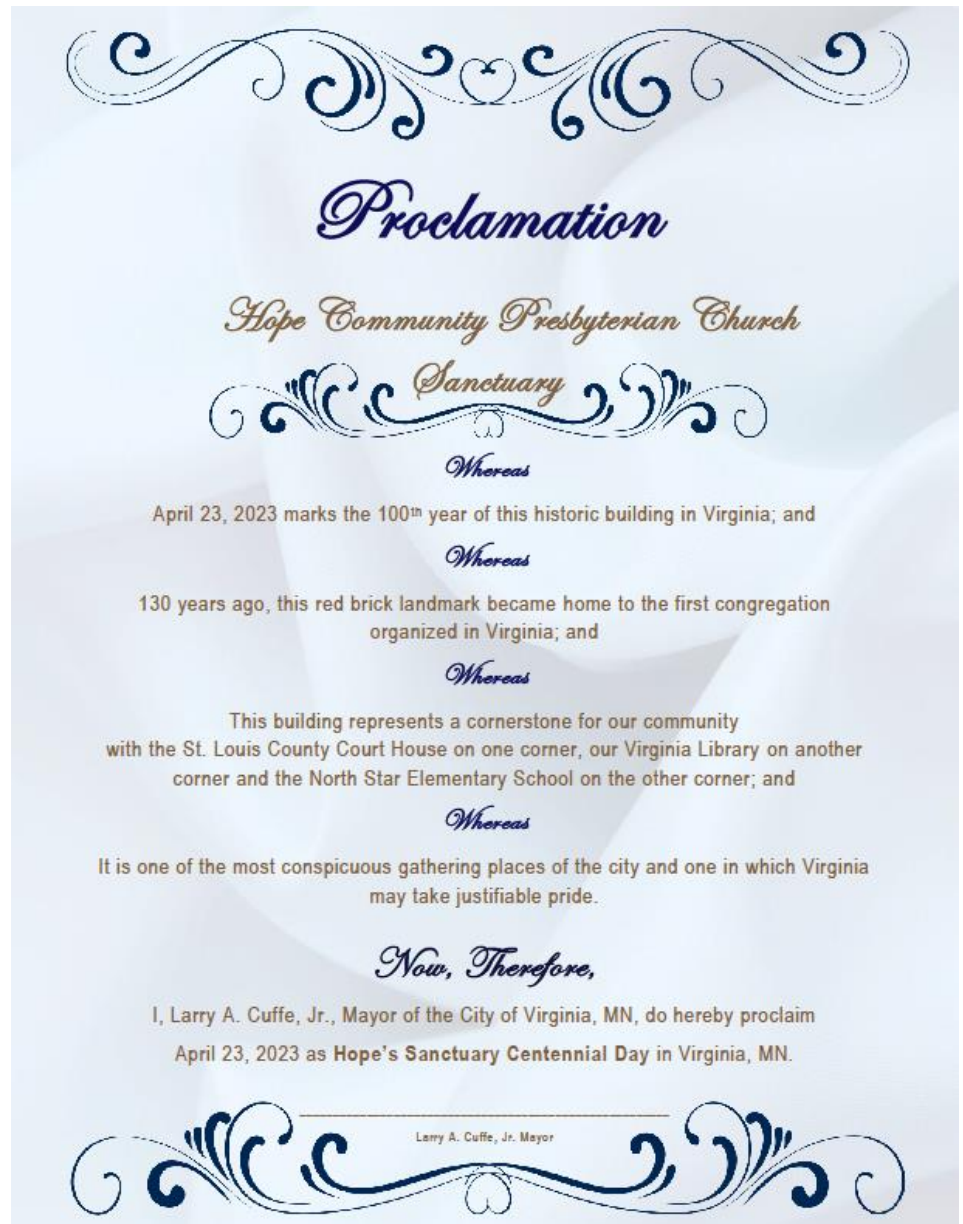 Proclamation
Hope Community Presbyterian Church
Sanctuary
Whereas
April 23, 2023 marks the 100th year of this historic building in Virginia; and
Whereas
130 years ago, this red brick landmark became home to the first congregation
organized in Virginia; and
Whereas
This building represents a cornerstone for our community
with the St. Louis County Court House on one corner, our Virginia Library on another
corner and the North Star Elementary School on the other corner; and
Whereas
It is one of the most conspicuous gathering places of the city and one in which Virginia
may take justifiable pride.
Now, Therefore,
I, Larry A. Cuffe, Jr., Mayor of the City of Virginia, MN, do hereby proclaim
April 23, 2023 as Hope's Sanctuary Centennial Day in Virginia, MN.
Larry A. Cuffe, Jr. Mayor